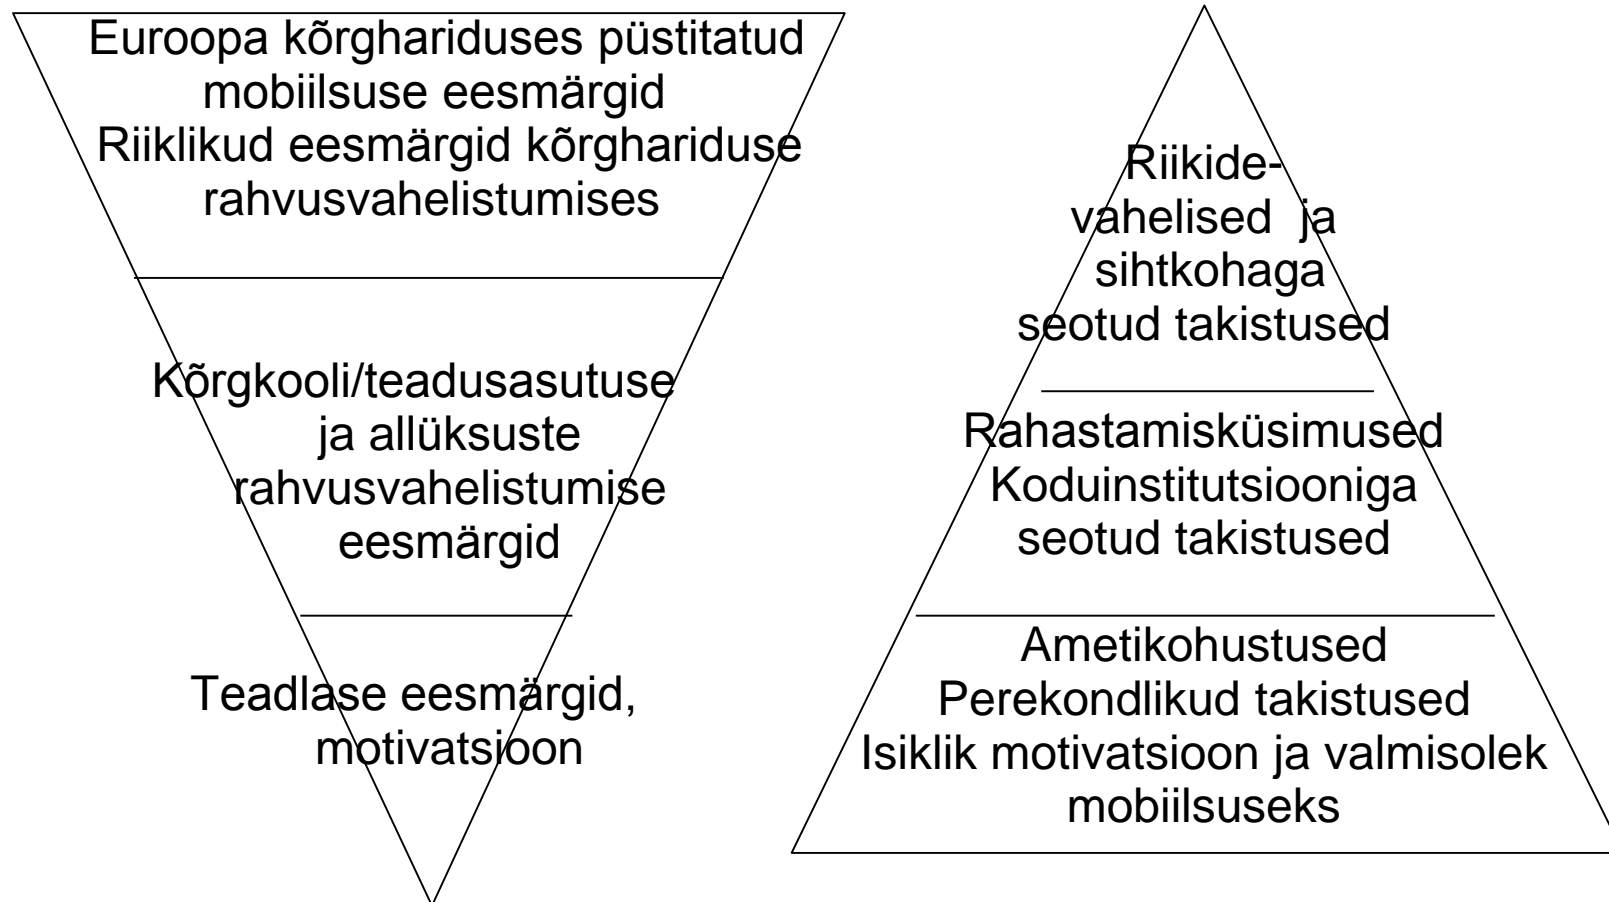 Euroopa kõrghariduses püstitatud
mobiilsuse eesmärgid
Riiklikud eesmärgid kõrghariduse
rahvusvahelistumises
Kõrgkooli/teadusasutuse
ja allüksuste
rahvusvahelistumise
eesmärgid
Teadlase eesmärgid,
motivatsioon
Riikide-
vahelised ja
sihtkohaga
seotud takistused
Rahastamisküsimused
Koduinstitutsiooniga
seotud takistused
Ametikohustused
Perekondlikud takistused
Isiklik motivatsioon ja valmisolek
mobiilsuseks